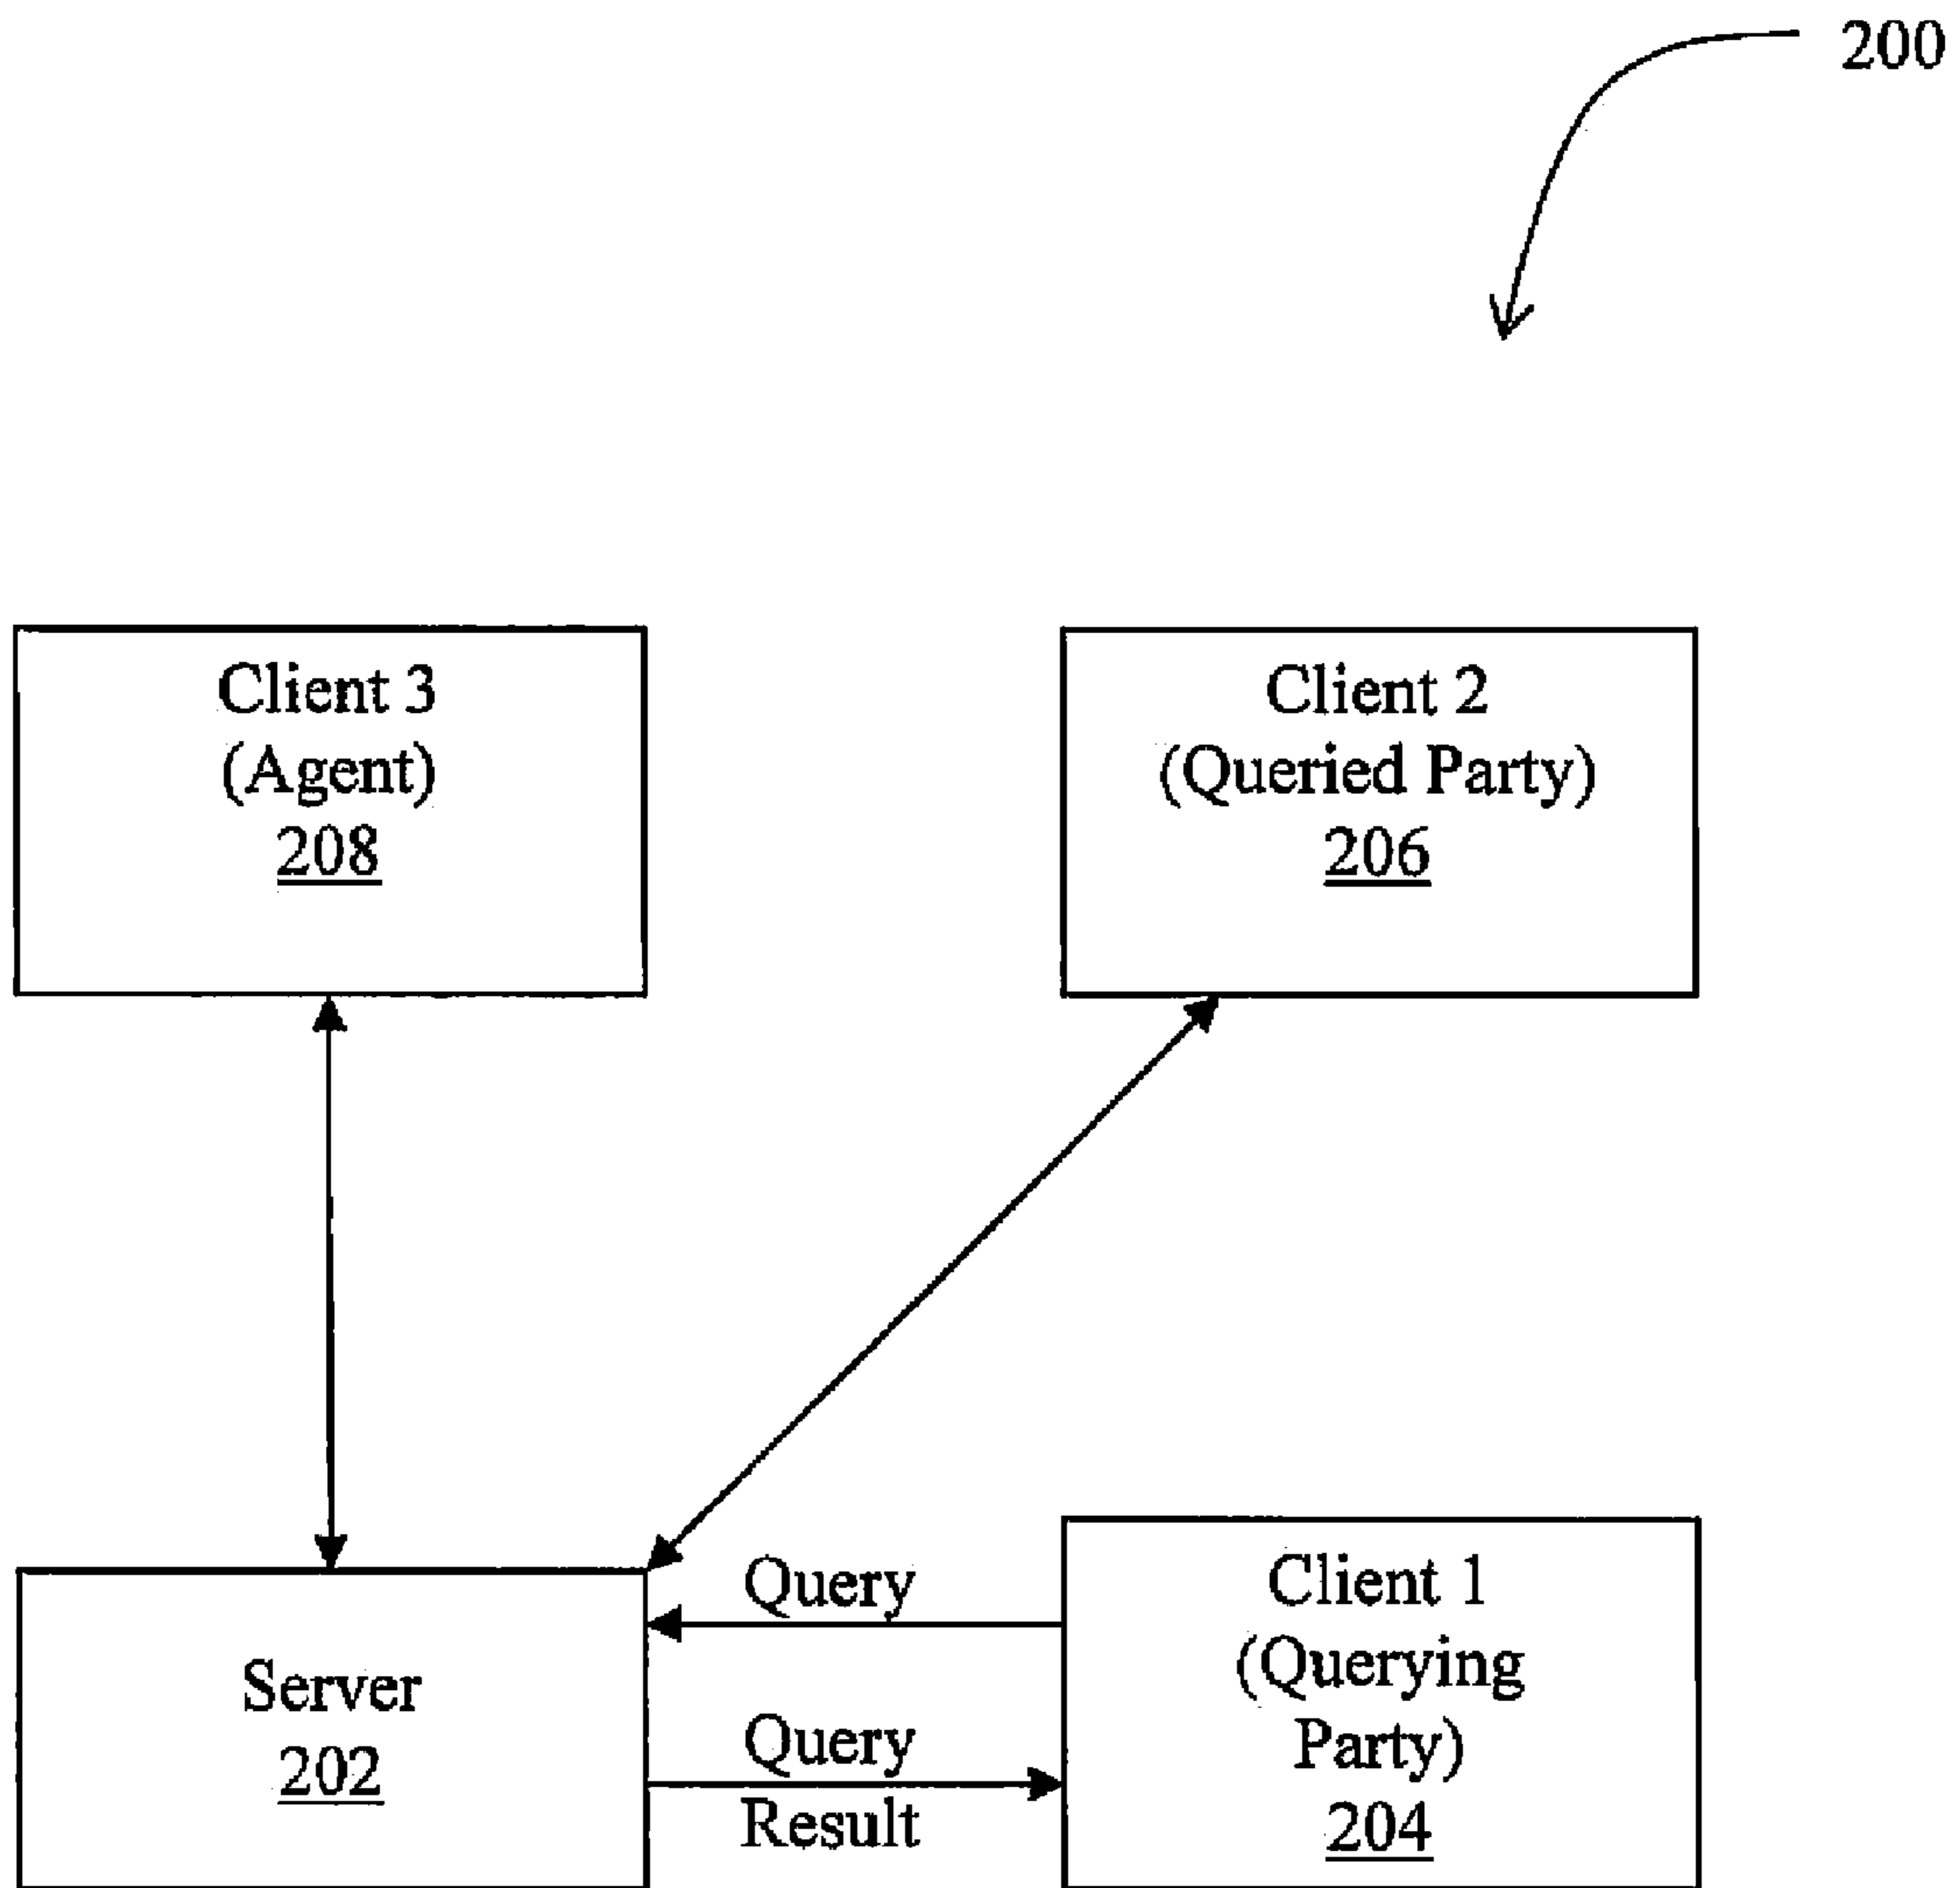 200
Client 3
(Agent)
208
Client 2
(Queried Party)
206
Server
202
Query
Query
Result
Client 1
(Querying
Party)
204